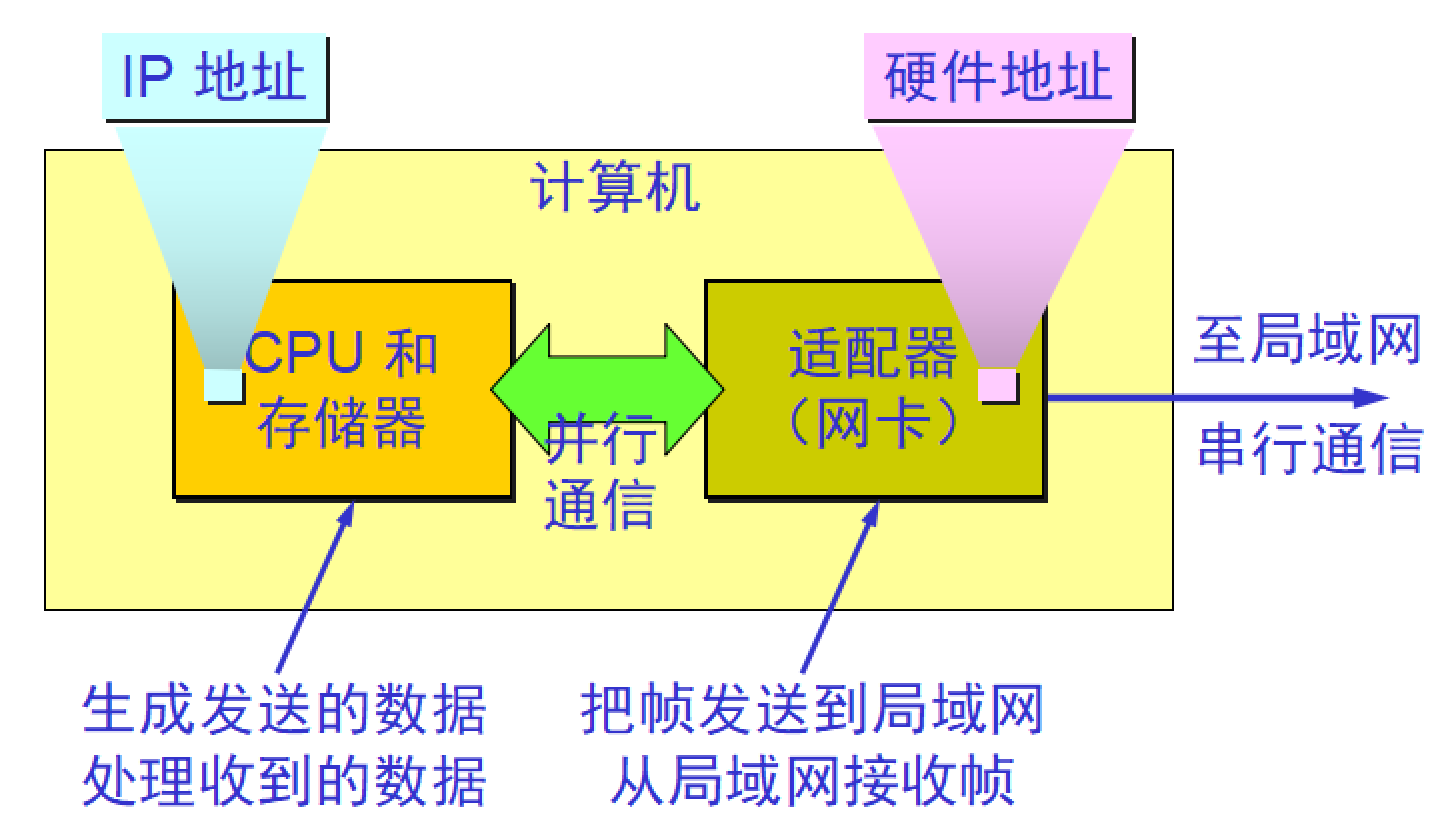 IP 地址
硬件地址
计算机
CPU 和
存储器
并行
通信
适配器
（网卡）
至局域网
串行通信
生成发送的数据
处理收到的数据
把帧发送到局域网
从局域网接收帧